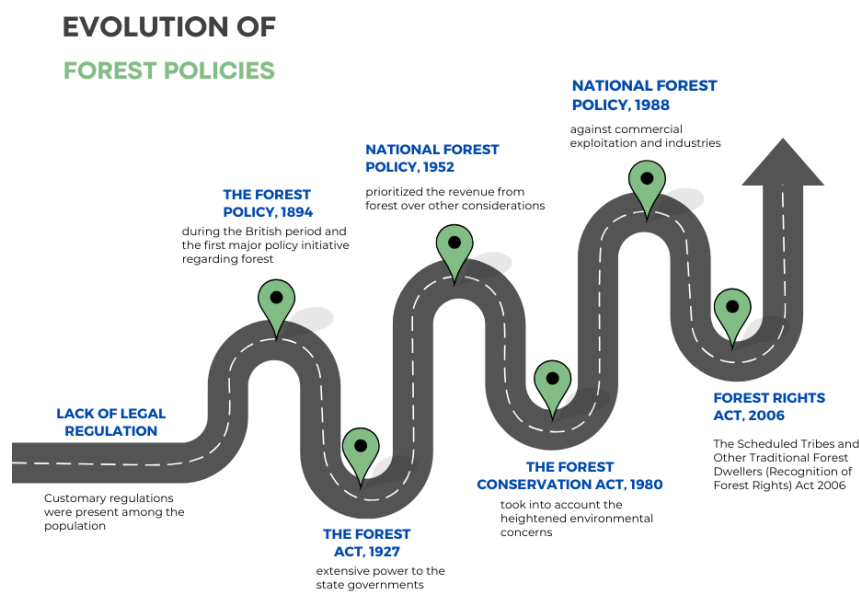 EVOLUTION OF
FOREST POLICIES
LACK OF LEGAL
REGULATION
Customary regulations
were present among the
population
THE FOREST
POLICY, 1894
during the British period and
the first major policy initiative
regarding forest
THE FOREST
ACT, 1927
extensive power to the
state governments
NATIONAL FOREST
POLICY, 1952
prioritized the revenue from
forest over other considerations
THE FOREST
CONSERVATION ACT, 1980
took into account the
heightened environmental
concerns
NATIONAL FOREST
POLICY, 1988
against commercial
exploitation and industries
FOREST RIGHTS
ACT, 2006
The Scheduled Tribes and
Other Traditional Forest
Dwellers (Recognition of
Forest Rights) Act 2006